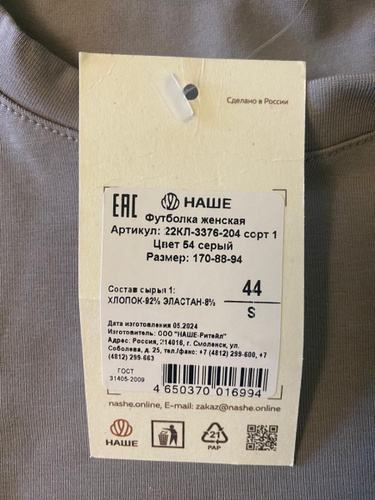 Сделано в России
EAC НАШЕ
Футболка женская
Артикул: 22КЛ-3376-204 сорт 1
Цвет 54 серый
Размер: 170-88-94
Состав сырья 1:
ХЛОПОК-92% ЭЛАСТАН-8%
44
S
Дата изготовления 05.2024
Изготовитель: ООО "НАШЕ-Ритейл"
Адрес: Россия, 214016, г. Смоленск, ул.
Соболева, д. 25, тел./факс: +7 (4812) 299-600, +7
(4812) 299-663
ГОСТ
31405-2009
4 650370 016994
nashe.online, E-mail: zakaz@nashe.online
НАШЕ
21
PAP